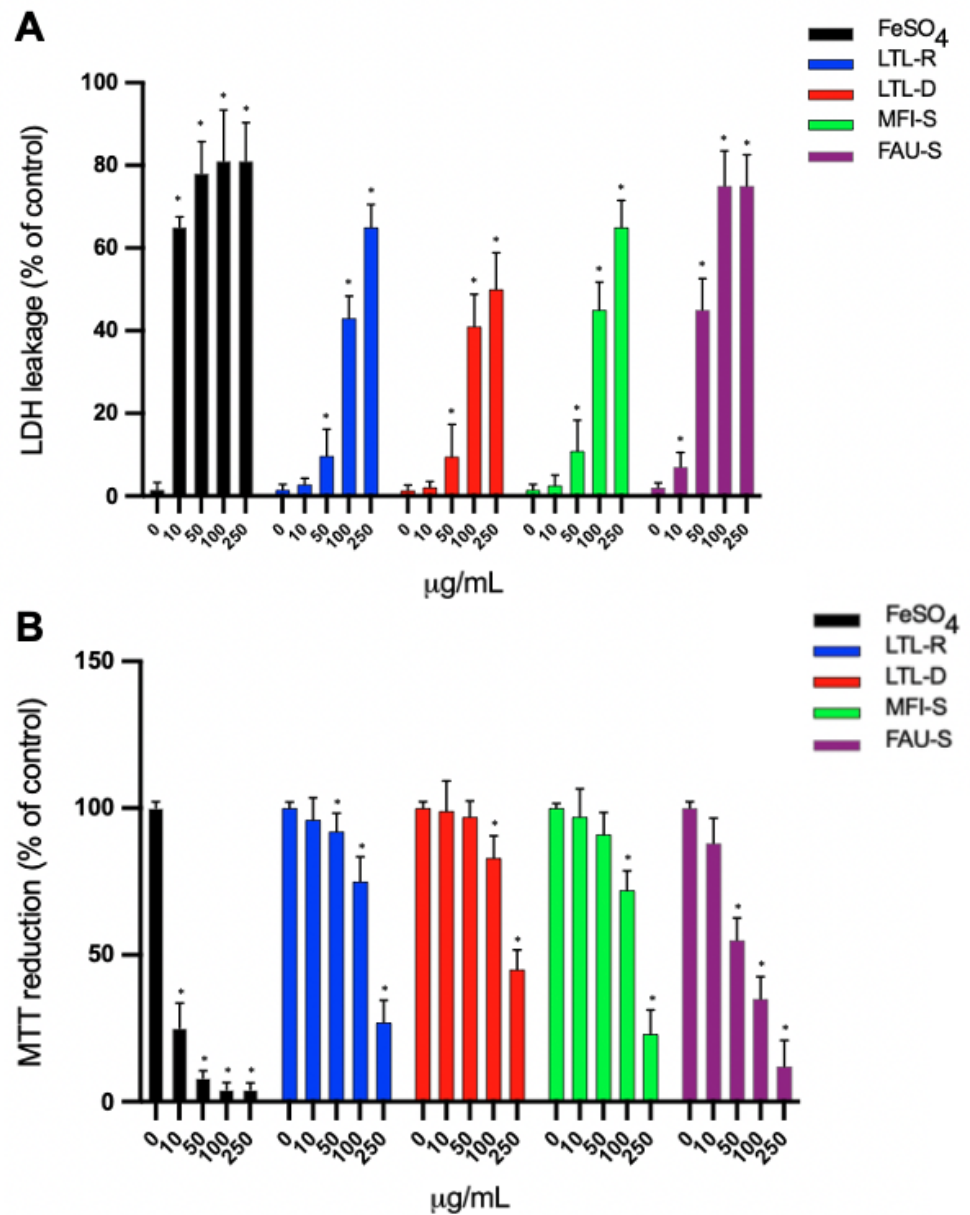 A
FeSO4
LTL-R
LTL-D
MFI-S
FAU-S
LDH leakage (% of control)
100
80
60
40
20
0
* * * * * * * * * * * * * * * * *
0 10 50 100 250 0 10 50 100 250 0 10 50 100 250 0 10 50 100 250 0 10 50 100 250
µg/mL
B
FeSO4
LTL-R
LTL-D
MFI-S
FAU-S
MTT reduction (% of control)
150
100
50
0
* * * * * * * * * * * * * *
0 10 50 100 250 0 10 50 100 250 0 10 50 100 250 0 10 50 100 250 0 10 50 100 250
µg/mL